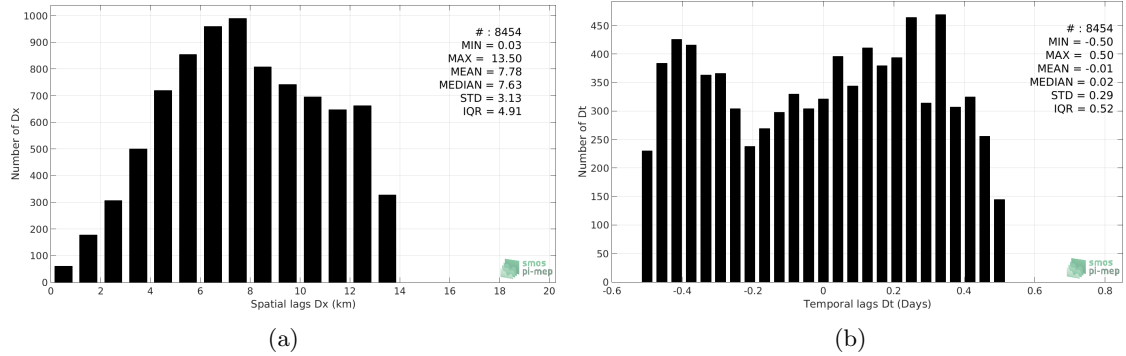 1000
900
800
700
600
500
400
300
200
100
0
Number of Dx
0 2 4 6 8 10 12 14 16 18 20
Spatial lags Dx (km)
# : 8454
MIN = 0.03
MAX = 13.50
MEAN = 7.78
MEDIAN = 7.63
STD = 3.13
IQR = 4.91
smos
pi-mep
(a)
450
400
350
300
250
200
150
100
50
0
Number of Dt
-0.6 -0.4 -0.2 0 0.2 0.4 0.6 0.8
Temporal lags Dt (Days)
# : 8454
MIN = -0.50
MAX = 0.50
MEAN = -0.01
MEDIAN = 0.02
STD = 0.29
IQR = 0.52
smos
pi-mep
(b)